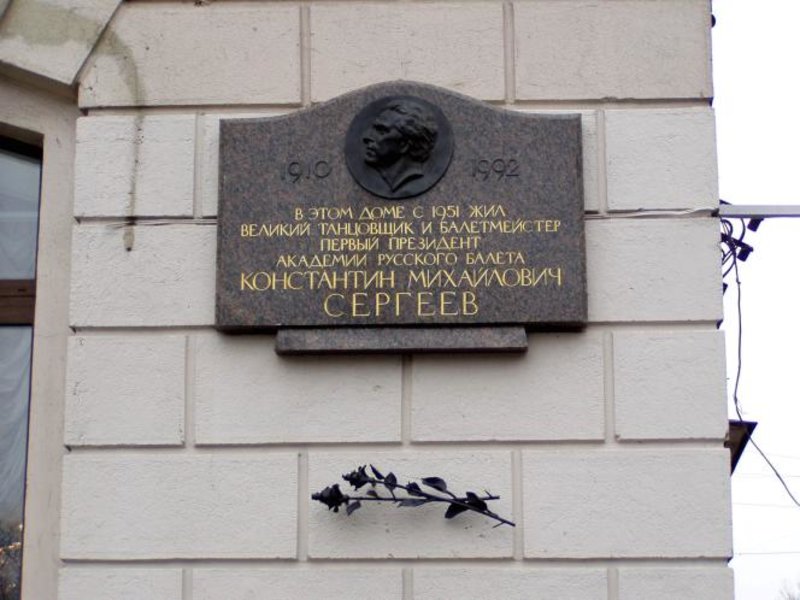 1910 1992
В ЭТОМ ДОМЕ С 1951 ЖИЛ
ВЕЛИКИЙ ТАНЦОВЩИК И БАЛЕТМЕЙСТЕР
ПЕРВЫЙ ПРЕЗИДЕНТ
АКАДЕМИИ РУССКОГО БАЛЕТА
КОНСТАНТИН МИХАЙЛОВИЧ
СЕРГЕЕВ